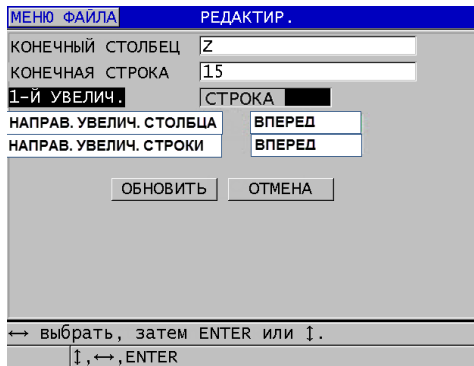 МЕНЮ ФАЙЛА РЕДАКТИР.
КОНЕЧНЫЙ СТОЛБЕЦ Z
КОНЕЧНАЯ СТРОКА 15
1-Й УВЕЛИЧ. СТРОКА
НАПРАВ. УВЕЛИЧ. СТОЛБЦА ВПЕРЕД
НАПРАВ. УВЕЛИЧ. СТРОКИ ВПЕРЕД
ОБНОВИТЬ ОТМЕНА
↔ выбрать, затем ENTER или ↕.
↕,↔,ENTER